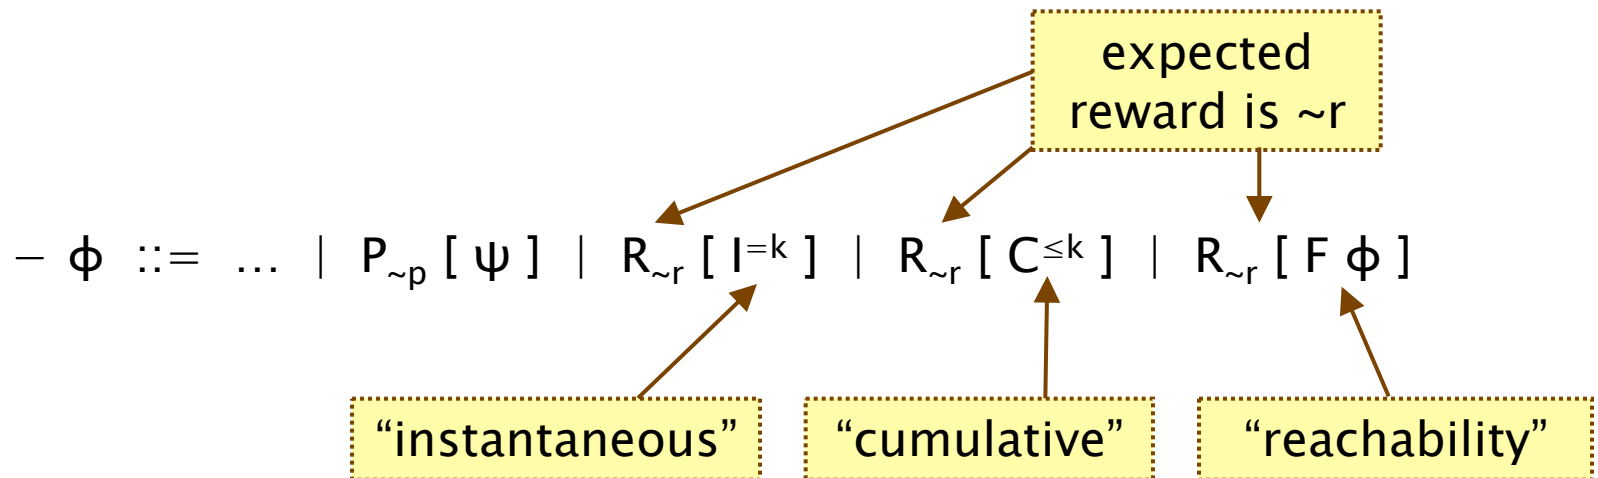 expected
reward is ~r
– ϕ ::= … | P~p [ ψ ] | R~r [ I=k ] | R~r [ C≤k ] | R~r [ F ϕ ]
“instantaneous”
“cumulative”
“reachability”